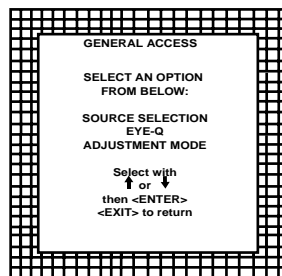 GENERAL ACCESS
SELECT AN OPTION
FROM BELOW:
SOURCE SELECTION
EYE-Q
ADJUSTMENT MODE
Select with
↑ or ↓
then <ENTER>
<EXIT> to return